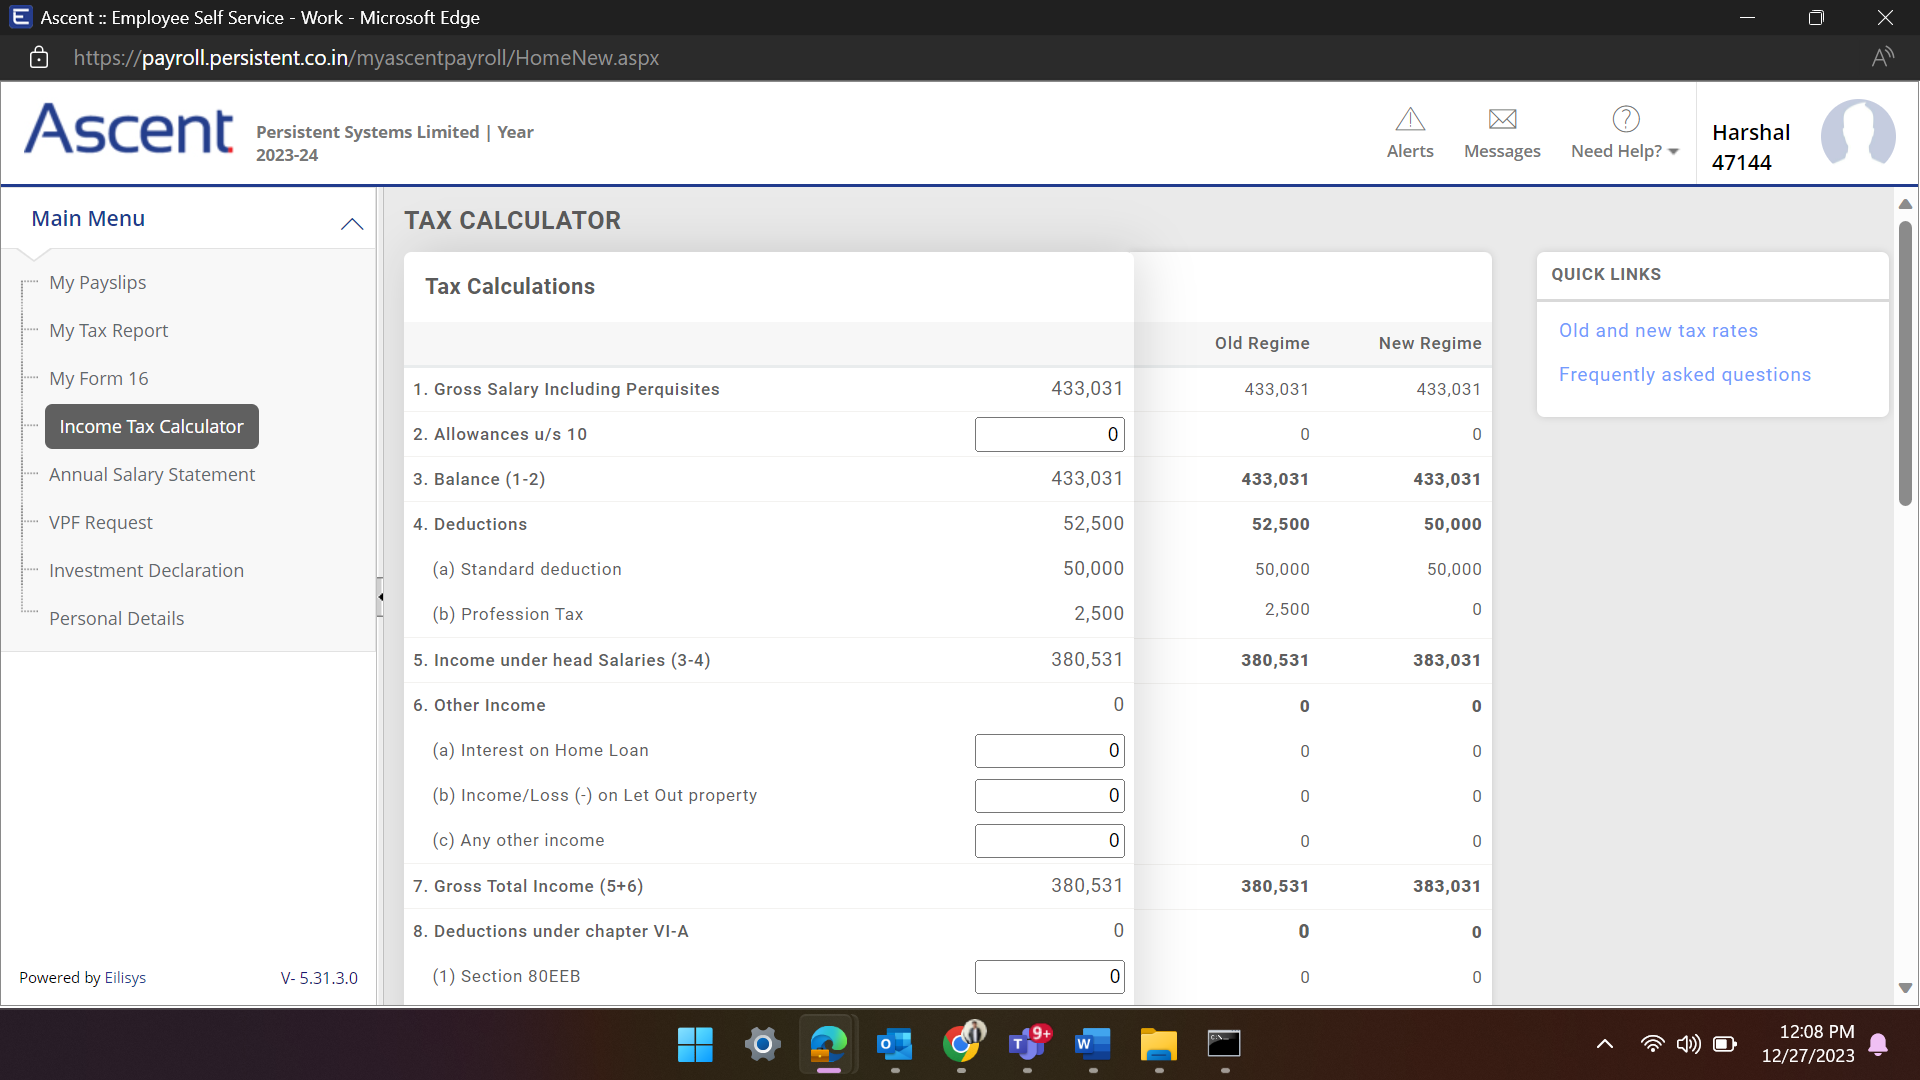 Ascent :: Employee Self Service - Work - Microsoft Edge
https://payroll.persistent.co.in/myascentpayroll/HomeNew.aspx
Ascent
Persistent Systems Limited | Year
2023-24
Alerts
Messages
Need Help?
Harshal
47144
Main Menu
My Payslips
My Tax Report
My Form 16
Income Tax Calculator
Annual Salary Statement
VPF Request
Investment Declaration
Personal Details
Powered by Eilisys
V- 5.31.3.0
TAX CALCULATOR
Tax Calculations
Old Regime New Regime
1. Gross Salary Including Perquisites 433,031 433,031 433,031
2. Allowances u/s 10 0 0 0
3. Balance (1-2) 433,031 433,031 433,031
4. Deductions 52,500 52,500 50,000
(a) Standard deduction 50,000 50,000 50,000
(b) Profession Tax 2,500 2,500 0
5. Income under head Salaries (3-4) 380,531 380,531 383,031
6. Other Income 0 0 0
(a) Interest on Home Loan 0 0 0
(b) Income/Loss (-) on Let Out property 0 0 0
(c) Any other income 0 0 0
7. Gross Total Income (5+6) 380,531 380,531 383,031
8. Deductions under chapter VI-A 0 0 0
(1) Section 80EEB 0 0 0
QUICK LINKS
Old and new tax rates
Frequently asked questions
9+
12:08 PM
12/27/2023